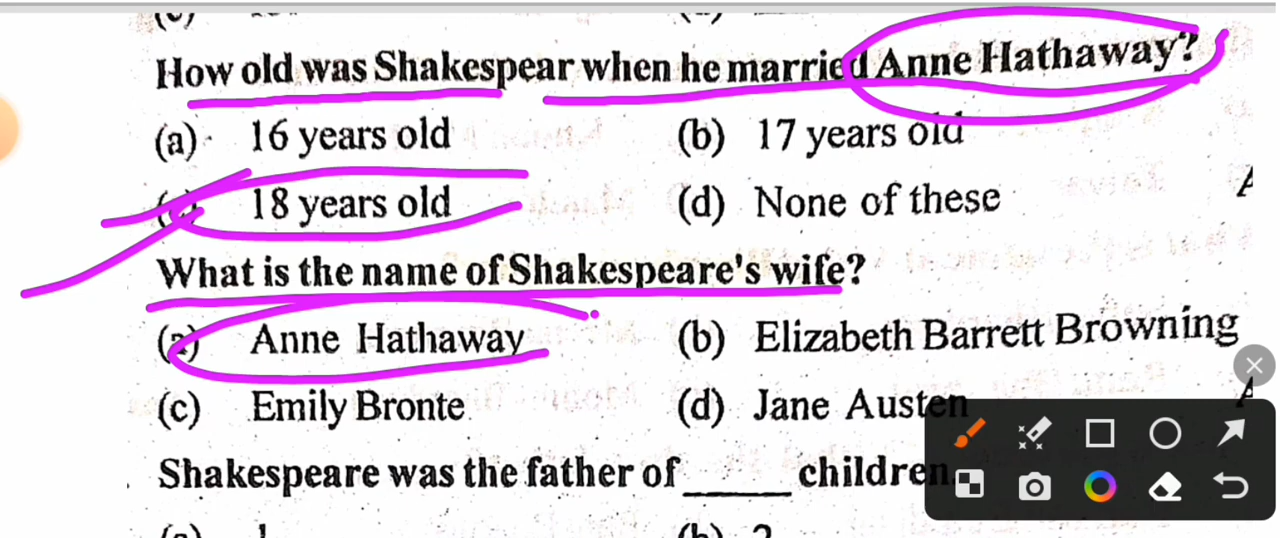 How old was Shakespear when he married Anne Hathaway?
(a) 16 years old (b) 17 years old
18 years old (d) None of these
What is the name of Shakespeare's wife?
(a) Anne Hathaway (b) Elizabeth Barrett Browning
(c) Emily Bronte (d) Jane Austen
Shakespeare was the father of ______ children